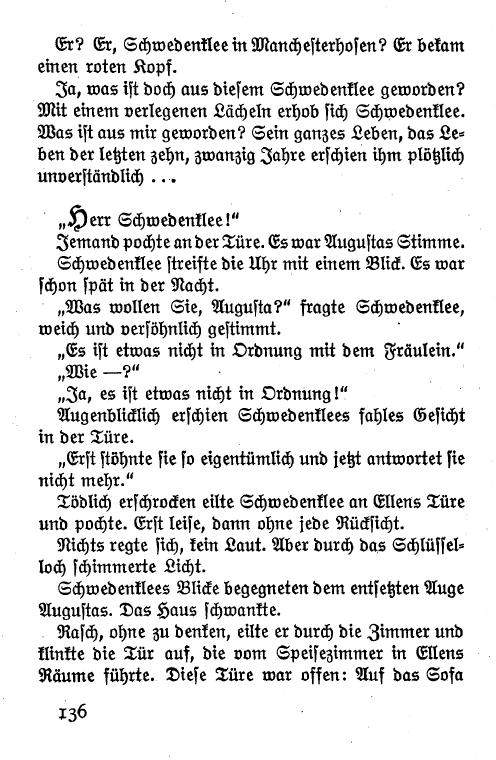 Er? Er, Schwedenklee in Manchesterhosen? Er bekam
einen roten Kopf.
Ja, was ist doch aus diesem Schwedenklee geworden?
Mit einem verlegenen Lächeln erhob sich Schwedenklee.
Was ist aus mir geworden? Sein ganzes Leben, das Le=
ben der letzten zehn, zwanzig Jahre erschien ihm plötzlich
unverständlich ...
„Herr Schwedenklee!“
Jemand pochte an der Türe. Es war Augustas Stimme.
Schwedenklee streifte die Uhr mit einem Blick. Es war
schon spät in der Nacht.
„Was wollen Sie, Augusta?“ fragte Schwedenklee,
weich und versöhnlich gestimmt.
„Es ist etwas nicht in Ordnung mit dem Fräulein.“
„Wie —?“
„Ja, es ist etwas nicht in Ordnung!“
Augenblicklich erschien Schwedenklees fahles Gesicht
in der Türe.
„Erst stöhnte sie so eigentümlich und jetzt antwortet sie
nicht mehr.“
Tödlich erschrocken eilte Schwedenklee an Ellens Türe
und pochte. Erst leise, dann ohne jede Rücksicht.
Nichts regte sich, kein Laut. Aber durch das Schlüssel=
loch schimmerte Licht.
Schwedenklees Blicke begegneten dem entsetzten Auge
Augustas. Das Haus schwankte.
Rasch, ohne zu denken, eilte er durch die Zimmer und
klinkte die Tür auf, die vom Speisezimmer in Ellens
Räume führte. Diese Türe war offen: Auf das Sofa
136